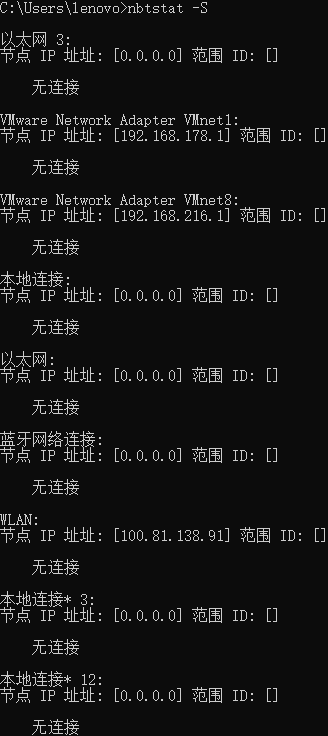 C:\Users\lenovo>nbtstat -S
以太网 3:
节点 IP 址址: [0.0.0.0] 范围 ID: []
无连接
VMware Network Adapter VMnet1:
节点 IP 址址: [192.168.178.1] 范围 ID: []
无连接
VMware Network Adapter VMnet8:
节点 IP 址址: [192.168.216.1] 范围 ID: []
无连接
本地连接:
节点 IP 址址: [0.0.0.0] 范围 ID: []
无连接
以太网:
节点 IP 址址: [0.0.0.0] 范围 ID: []
无连接
蓝牙网络连接:
节点 IP 址址: [0.0.0.0] 范围 ID: []
无连接
WLAN:
节点 IP 址址: [100.81.138.91] 范围 ID: []
无连接
本地连接* 3:
节点 IP 址址: [0.0.0.0] 范围 ID: []
无连接
本地连接* 12:
节点 IP 址址: [0.0.0.0] 范围 ID: []
无连接